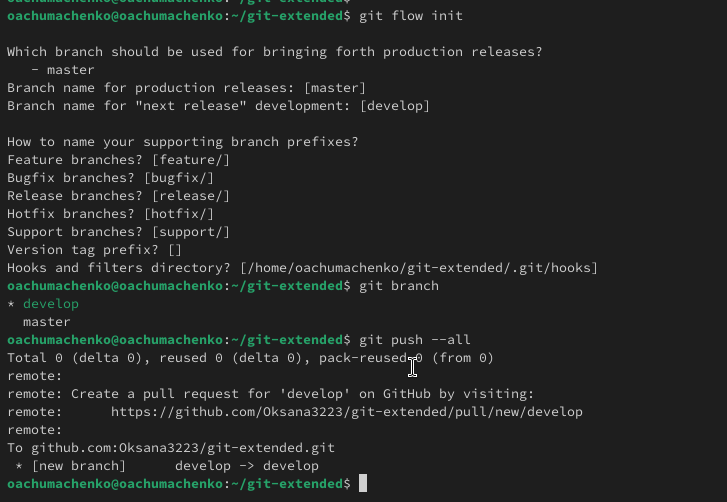 oachumachenko@oachumachenko:~/git-extended$ git flow init

Which branch should be used for bringing forth production releases?
   - master
Branch name for production releases: [master]
Branch name for "next release" development: [develop]

How to name your supporting branch prefixes?
Feature branches? [feature/]
Bugfix branches? [bugfix/]
Release branches? [release/]
Hotfix branches? [hotfix/]
Support branches? [support/]
Version tag prefix? []
Hooks and filters directory? [/home/oachumachenko/git-extended/.git/hooks]
oachumachenko@oachumachenko:~/git-extended$ git branch
* develop
  master
oachumachenko@oachumachenko:~/git-extended$ git push --all
Total 0 (delta 0), reused 0 (delta 0), pack-reused 0 (from 0)
remote:
remote: Create a pull request for 'develop' on GitHub by visiting:
remote:      https://github.com/Oksana3223/git-extended/pull/new/develop
remote:
To github.com:Oksana3223/git-extended.git
 * [new branch]      develop -> develop
oachumachenko@oachumachenko:~/git-extended$